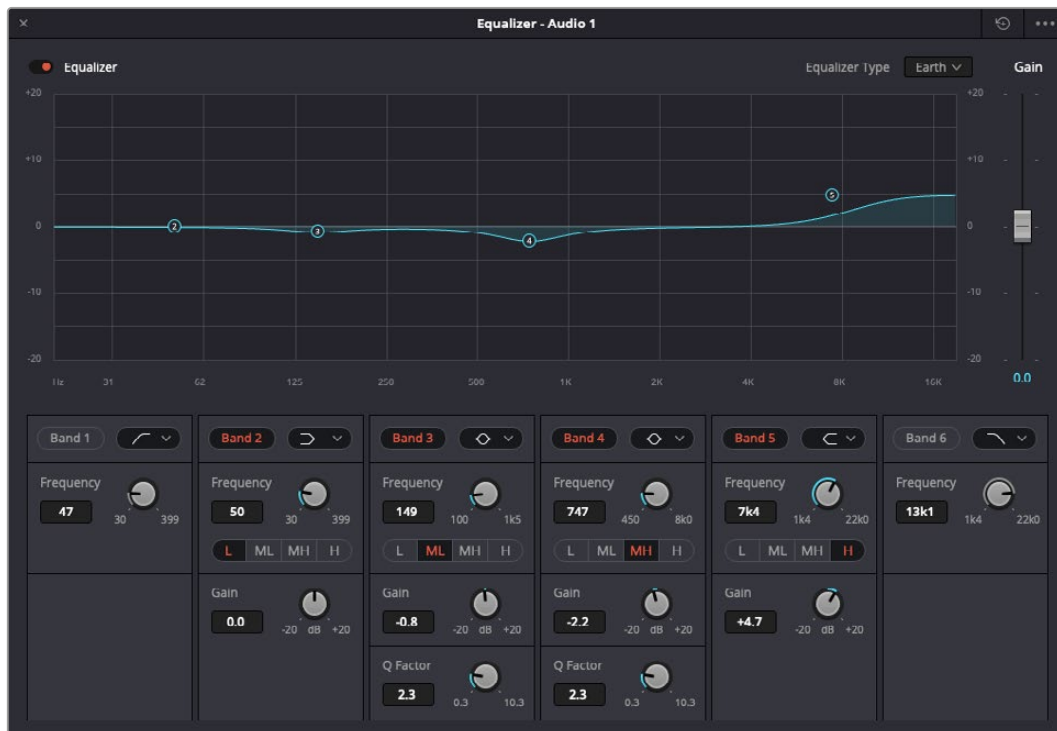 Equalizer - Audio 1
Equalizer
Equalizer Type Earth Gain
+20 +20
+10 +10
0 0
-10 -10
-20 -20
Hz 31 62 125 250 500 1K 2K 4K 8K 16K
0.0
2
3
4
5
Band 1 Band 2 Band 3 Band 4 Band 5 Band 6
Frequency Frequency Frequency Frequency Frequency Frequency
47 50 149 747 7k4 13k1
30 399 30 399 100 1k5 450 8k0 1k4 22k0 1k4 22k0
L ML MH H L ML MH H L ML MH H L ML MH H
Gain Gain Gain Gain
0.0 -0.8 -2.2 +4.7
-20 dB +20 -20 dB +20 -20 dB +20 -20 dB +20
Q Factor Q Factor
2.3 2.3
0.3 10.3 0.3 10.3